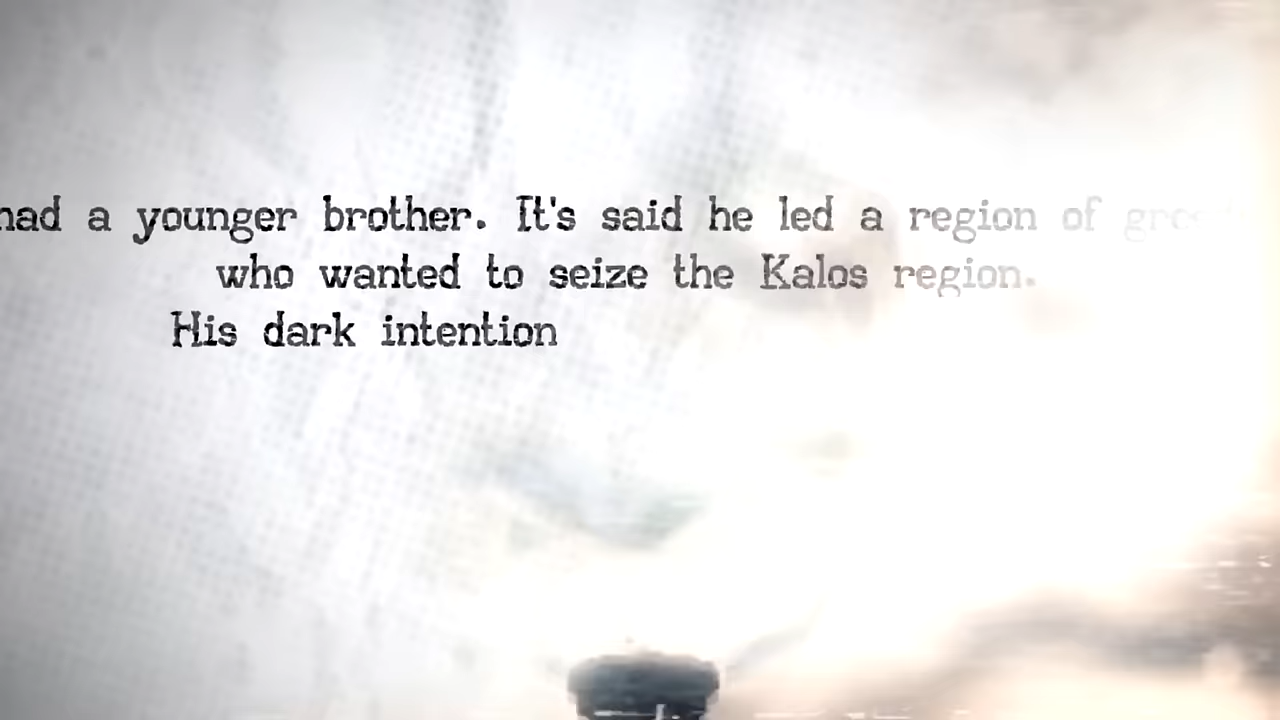 had a younger brother. It's said he led a region of
who wanted to seize the Kalos region.
His dark intention